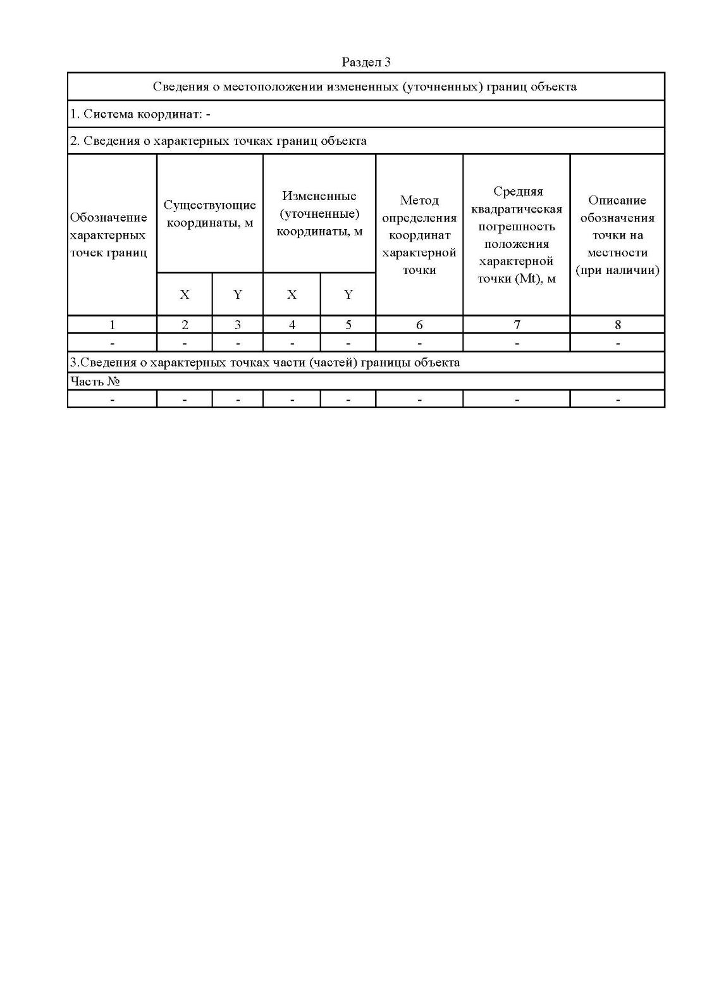 Раздел 3
Сведения о местоположении измененных (уточненных) границ объекта
1. Система координат: -
2. Сведения о характерных точках границ объекта
Обозначение
характерных
точек границ
Существующие
координаты, м
Измененные
(уточненные)
координаты, м
Метод
определения
координат
характерной
точки
Средняя
квадратическая
погрешность
положения
характерной
точки (Mt), м
Описание
обозначения
точки на
местности
(при наличии)
X Y X Y
1 2 3 4 5 6 7 8
- - - - - - - -
3.Сведения о характерных точках части (частей) границы объекта
Часть №
- - - - - - - -